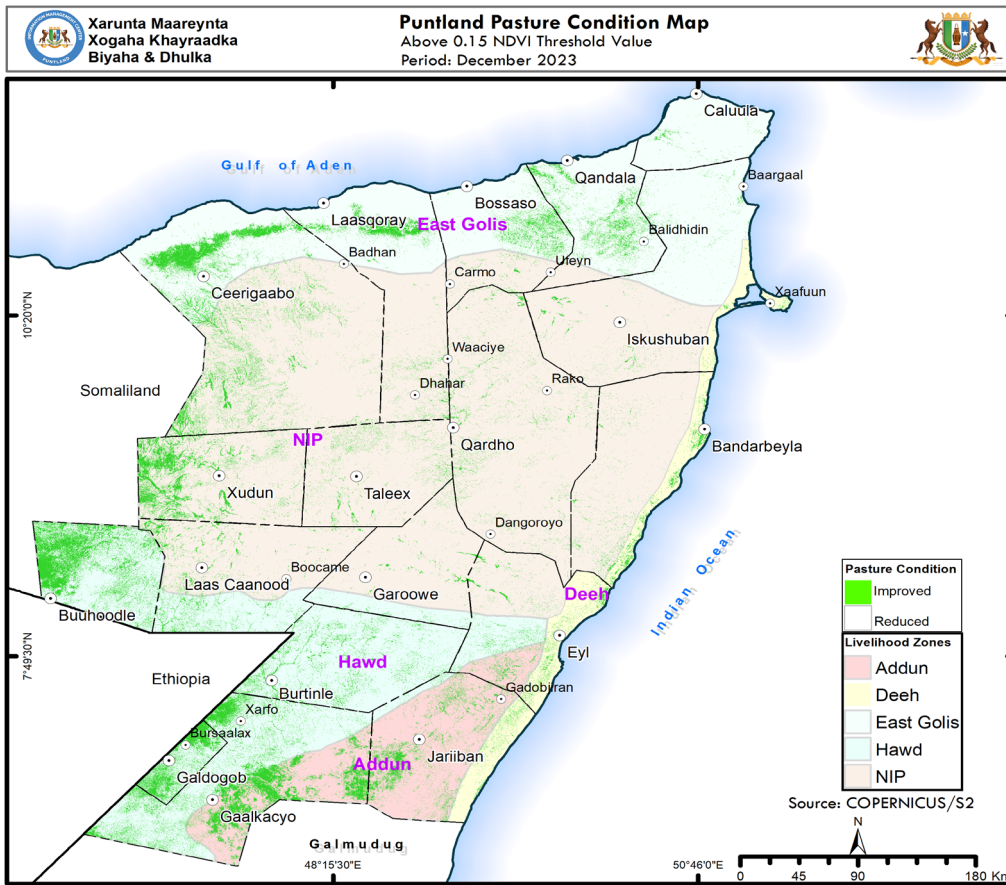 Xarunta Maareynta
Xogaha Khayraadka
Biyaha & Dhulka
Puntland Pasture Condition Map
Above 0.15 NDVI Threshold Value
Period: December 2023
INFORMATION MANAGEMENT CENTER
PUNTLAND
Caluula
Gulf of Aden
Qandala
Baargaal
Bossaso
Laasqoray
East Golis
Balidhidin
Badhan
Carmo
Ufeyn
Ceerigaabo
Xaafuun
10°20'0"N
Iskushuban
Waaciye
Somaliland
Dhahar
Rako
NIP
Qardho
Bandarbeyla
Xudun
Taleex
Dangoroyo
Indian Ocean
Laas Caanood
Boocame
Garoowe
Deeh
Buuhoodle
Eyl
7°49'30"N
Hawd
Ethiopia
Burtinle
Gadobjiran
Xarfo
Bursaalax
Jariiban
Addun
Galdogob
Gaalkacyo
Galmudug
48°15'30"E
50°46'0"E
Pasture Condition
Improved
Reduced
Livelihood Zones
Addun
Deeh
East Golis
Hawd
NIP
Source: COPERNICUS/S2
N
0 45 90 180 Km